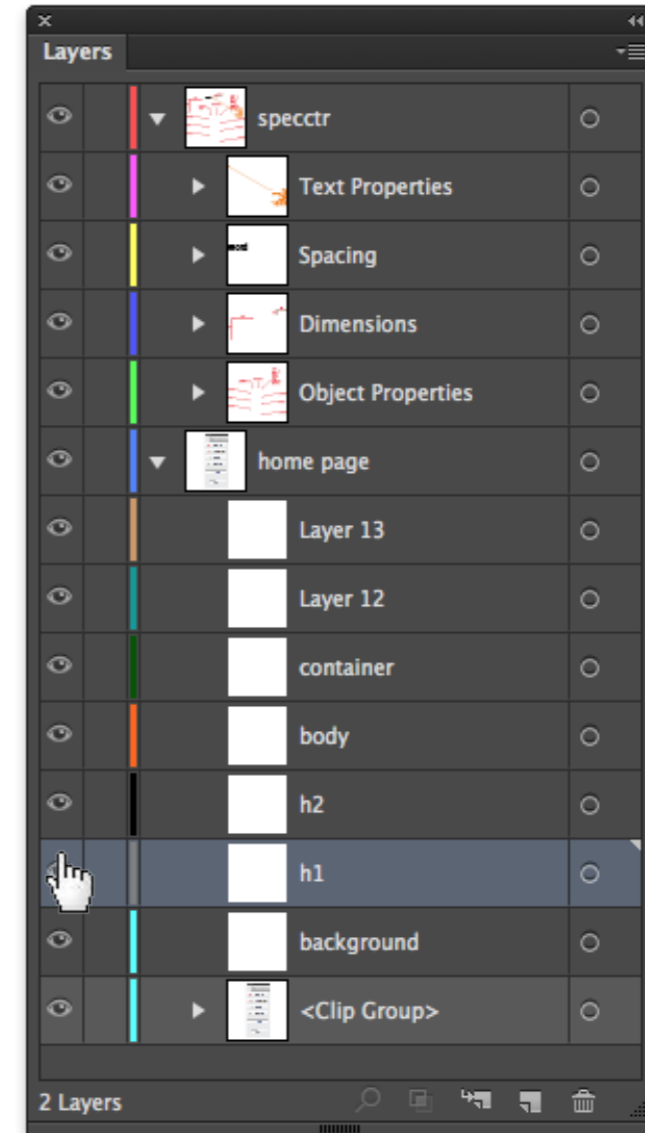 Layers
specctr
Text Properties
Spacing
Dimensions
Object Properties
home page
Layer 13
Layer 12
container
body
h2
h1
background
<Clip Group>
2 Layers